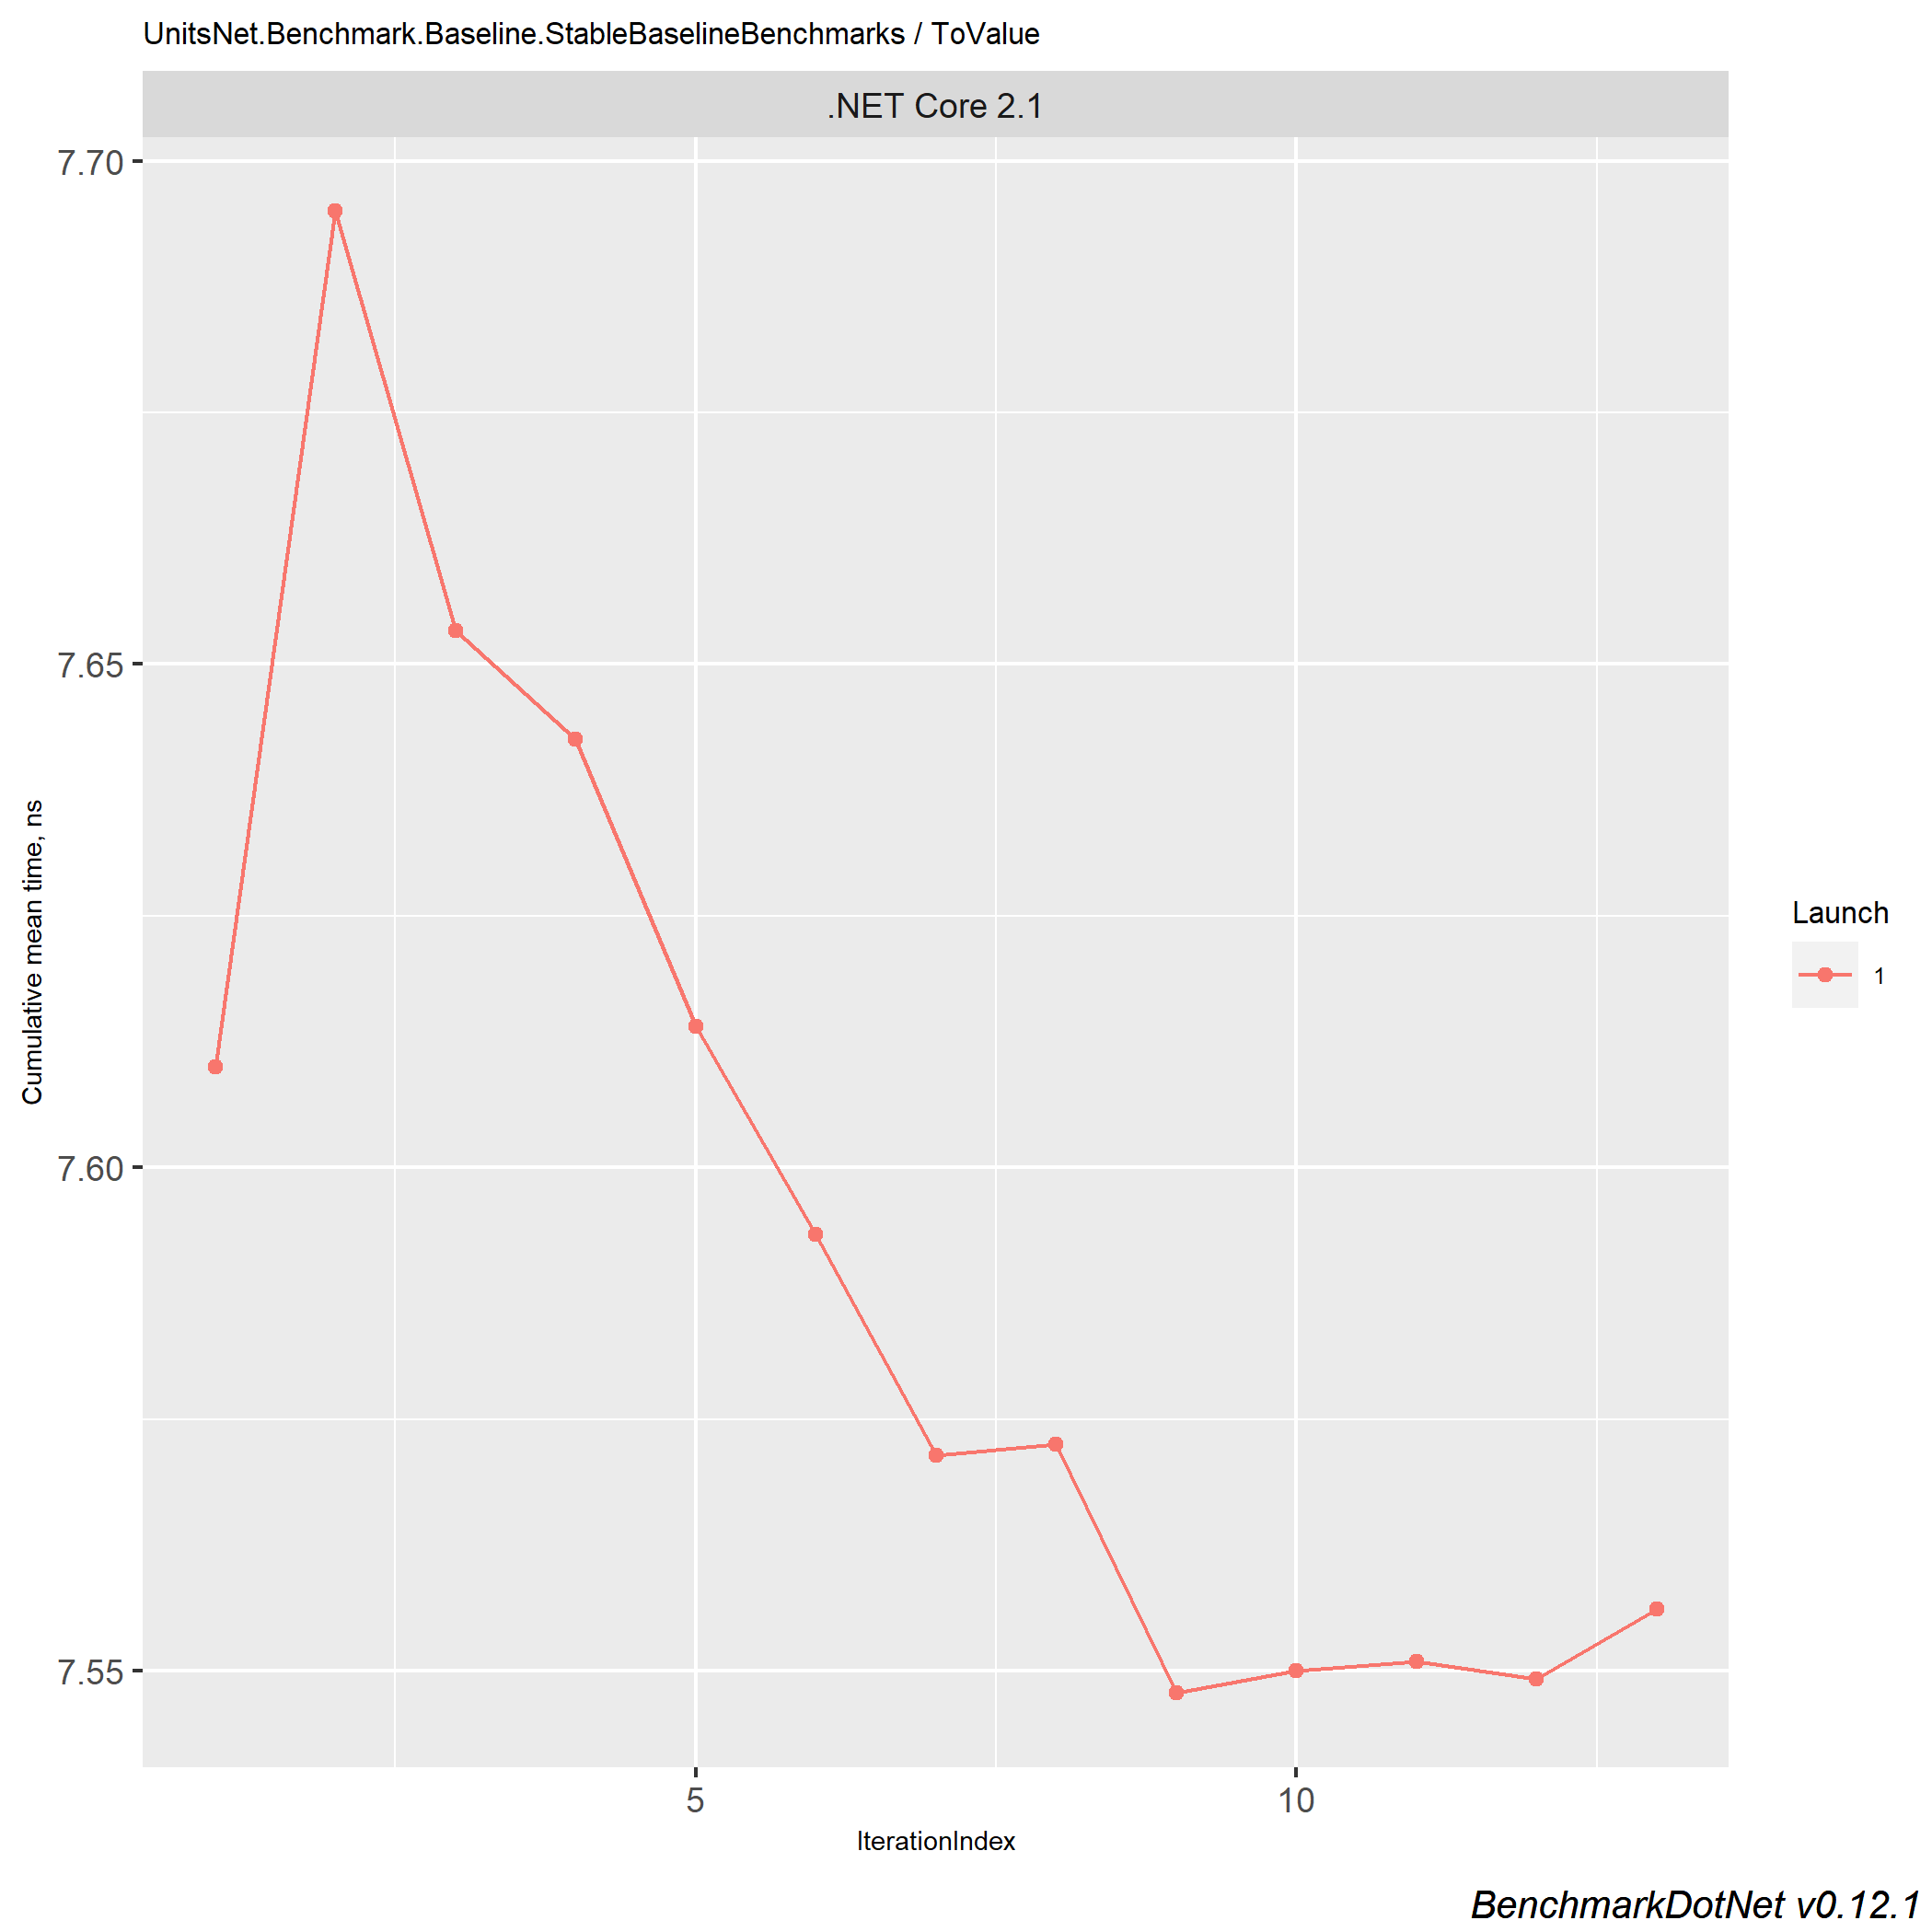 UnitsNet.Benchmark.Baseline.StableBaselineBenchmarks / ToValue
.NET Core 2.1
7.70
7.65
7.60
7.55
Cumulative mean time, ns
5
10
IterationIndex
Launch
1
BenchmarkDotNet v0.12.1